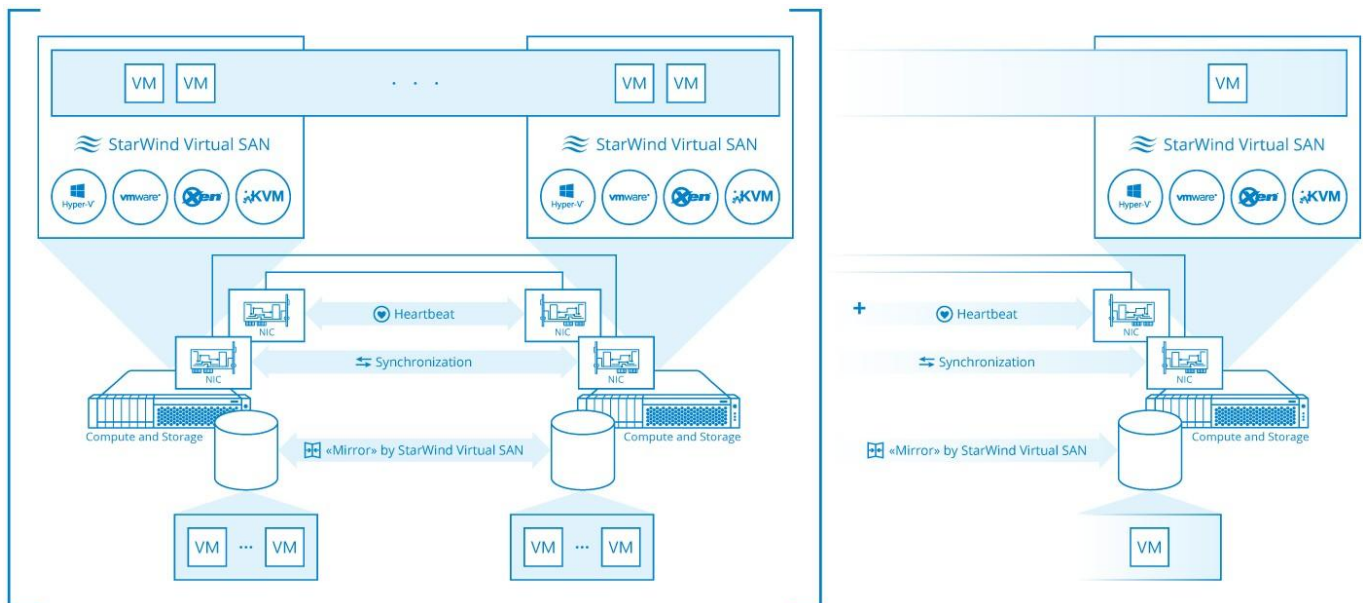 VM VM . . . VM VM VM
StarWind Virtual SAN StarWind Virtual SAN StarWind Virtual SAN
Hyper-V vmware Xen KVM Hyper-V vmware Xen KVM Hyper-V vmware Xen KVM
NIC Heartbeat NIC + Heartbeat NIC
NIC Synchronization NIC Synchronization NIC
Compute and Storage «Mirror» by StarWind Virtual SAN Compute and Storage «Mirror» by StarWind Virtual SAN Compute and Storage
VM ... VM VM ... VM VM